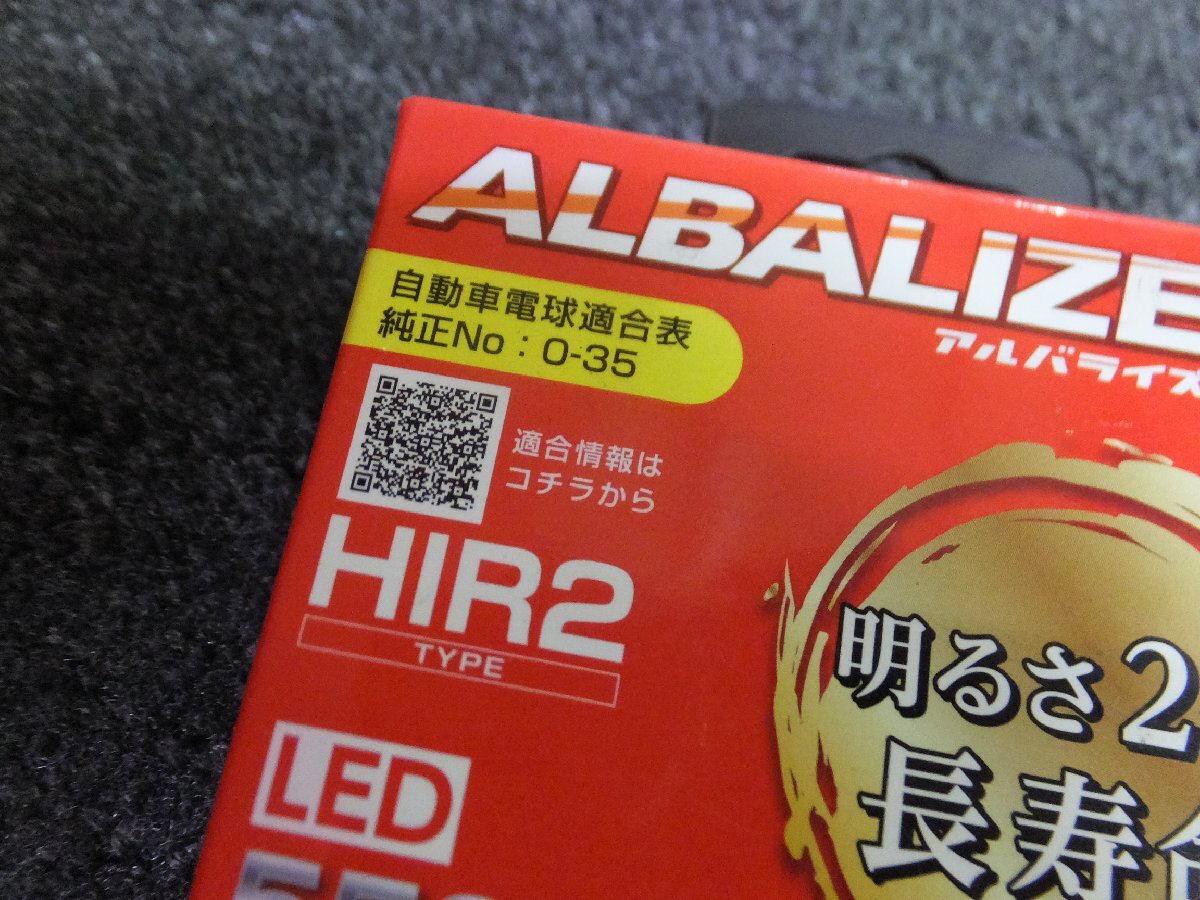 ALBALIZE
アルバライズ
自動車電球適合表
純正No：0-35
適合情報は
コチラから
HIR2
TYPE
LED
明るさ2
長寿命